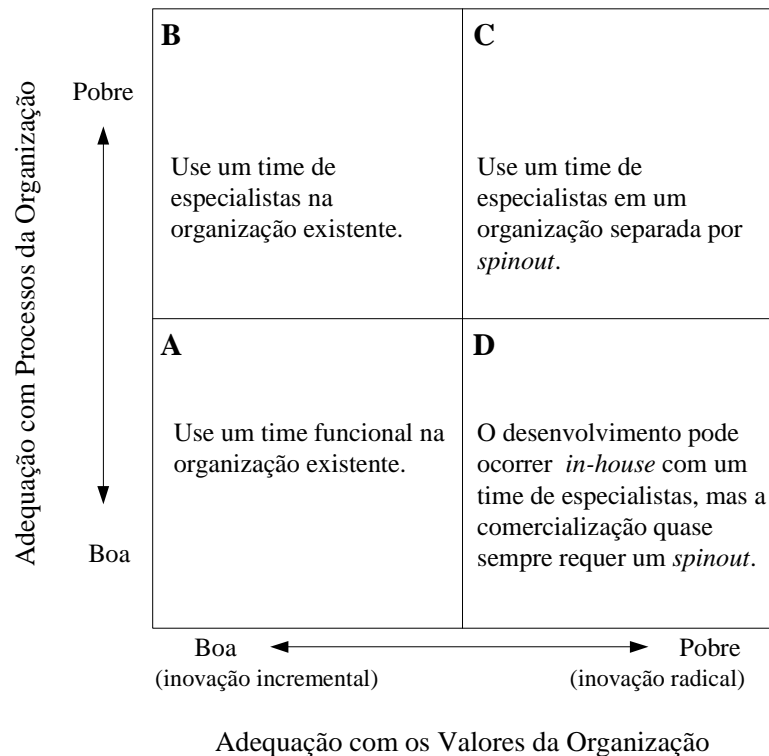 B
C
Pobre
Use um time de
especialistas na
organização existente.
Use um time de
especialistas em um
organização separada por
spinout.
Adequação com Processos da Organização
A
D
Use um time funcional na
organização existente.
O desenvolvimento pode
ocorrer in-house com um
time de especialistas, mas a
comercialização quase
sempre requer um spinout.
Boa
Boa
(inovação incremental)
Pobre
(inovação radical)
Adequação com os Valores da Organização